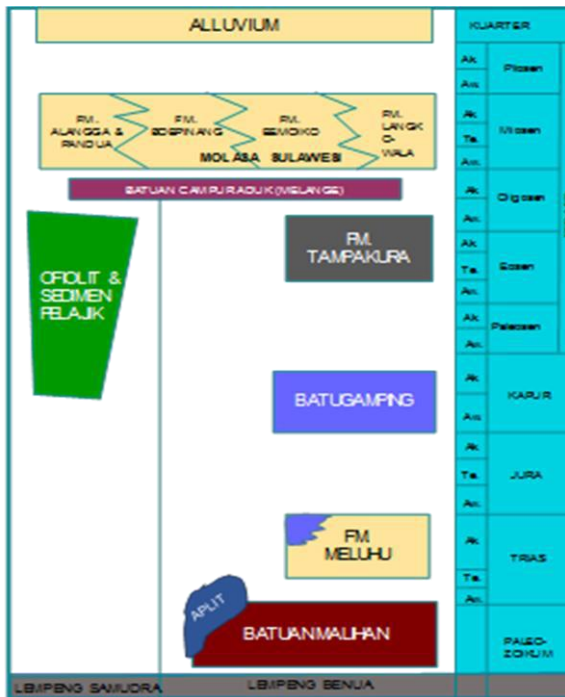 ALLUVIUM
KUARTER
Ak.
Pliosen
Aw.
FM.
ALANGGA &
PANDUA
FM.
BOEPINANG
FM.
EEMOIKO
FM.
LANGK
O-
WALA
MOLASA SULAWESI
Ak.
Te.
Aw.
Miosen
BATUAN CAMPUR ADUK (MELANGE)
Ak.
Aw.
Oligosen
OFIOLIT &
SEDIMEN
PELAJIK
FM.
TAMPAKURA
Ak.
Te.
Aw.
Eosen
Ak.
Aw.
Paleosen
BATUGAMPING
Ak.
Aw.
KAPUR
Ak.
Te.
Aw.
JURA
FM.
MELUHU
Ak.
Te.
Aw.
TRIAS
APLIT
BATUAN MALIHAN
PALEO-
ZOIKUM
LEMPENG SAMUDRA
LEMPENG BENUA